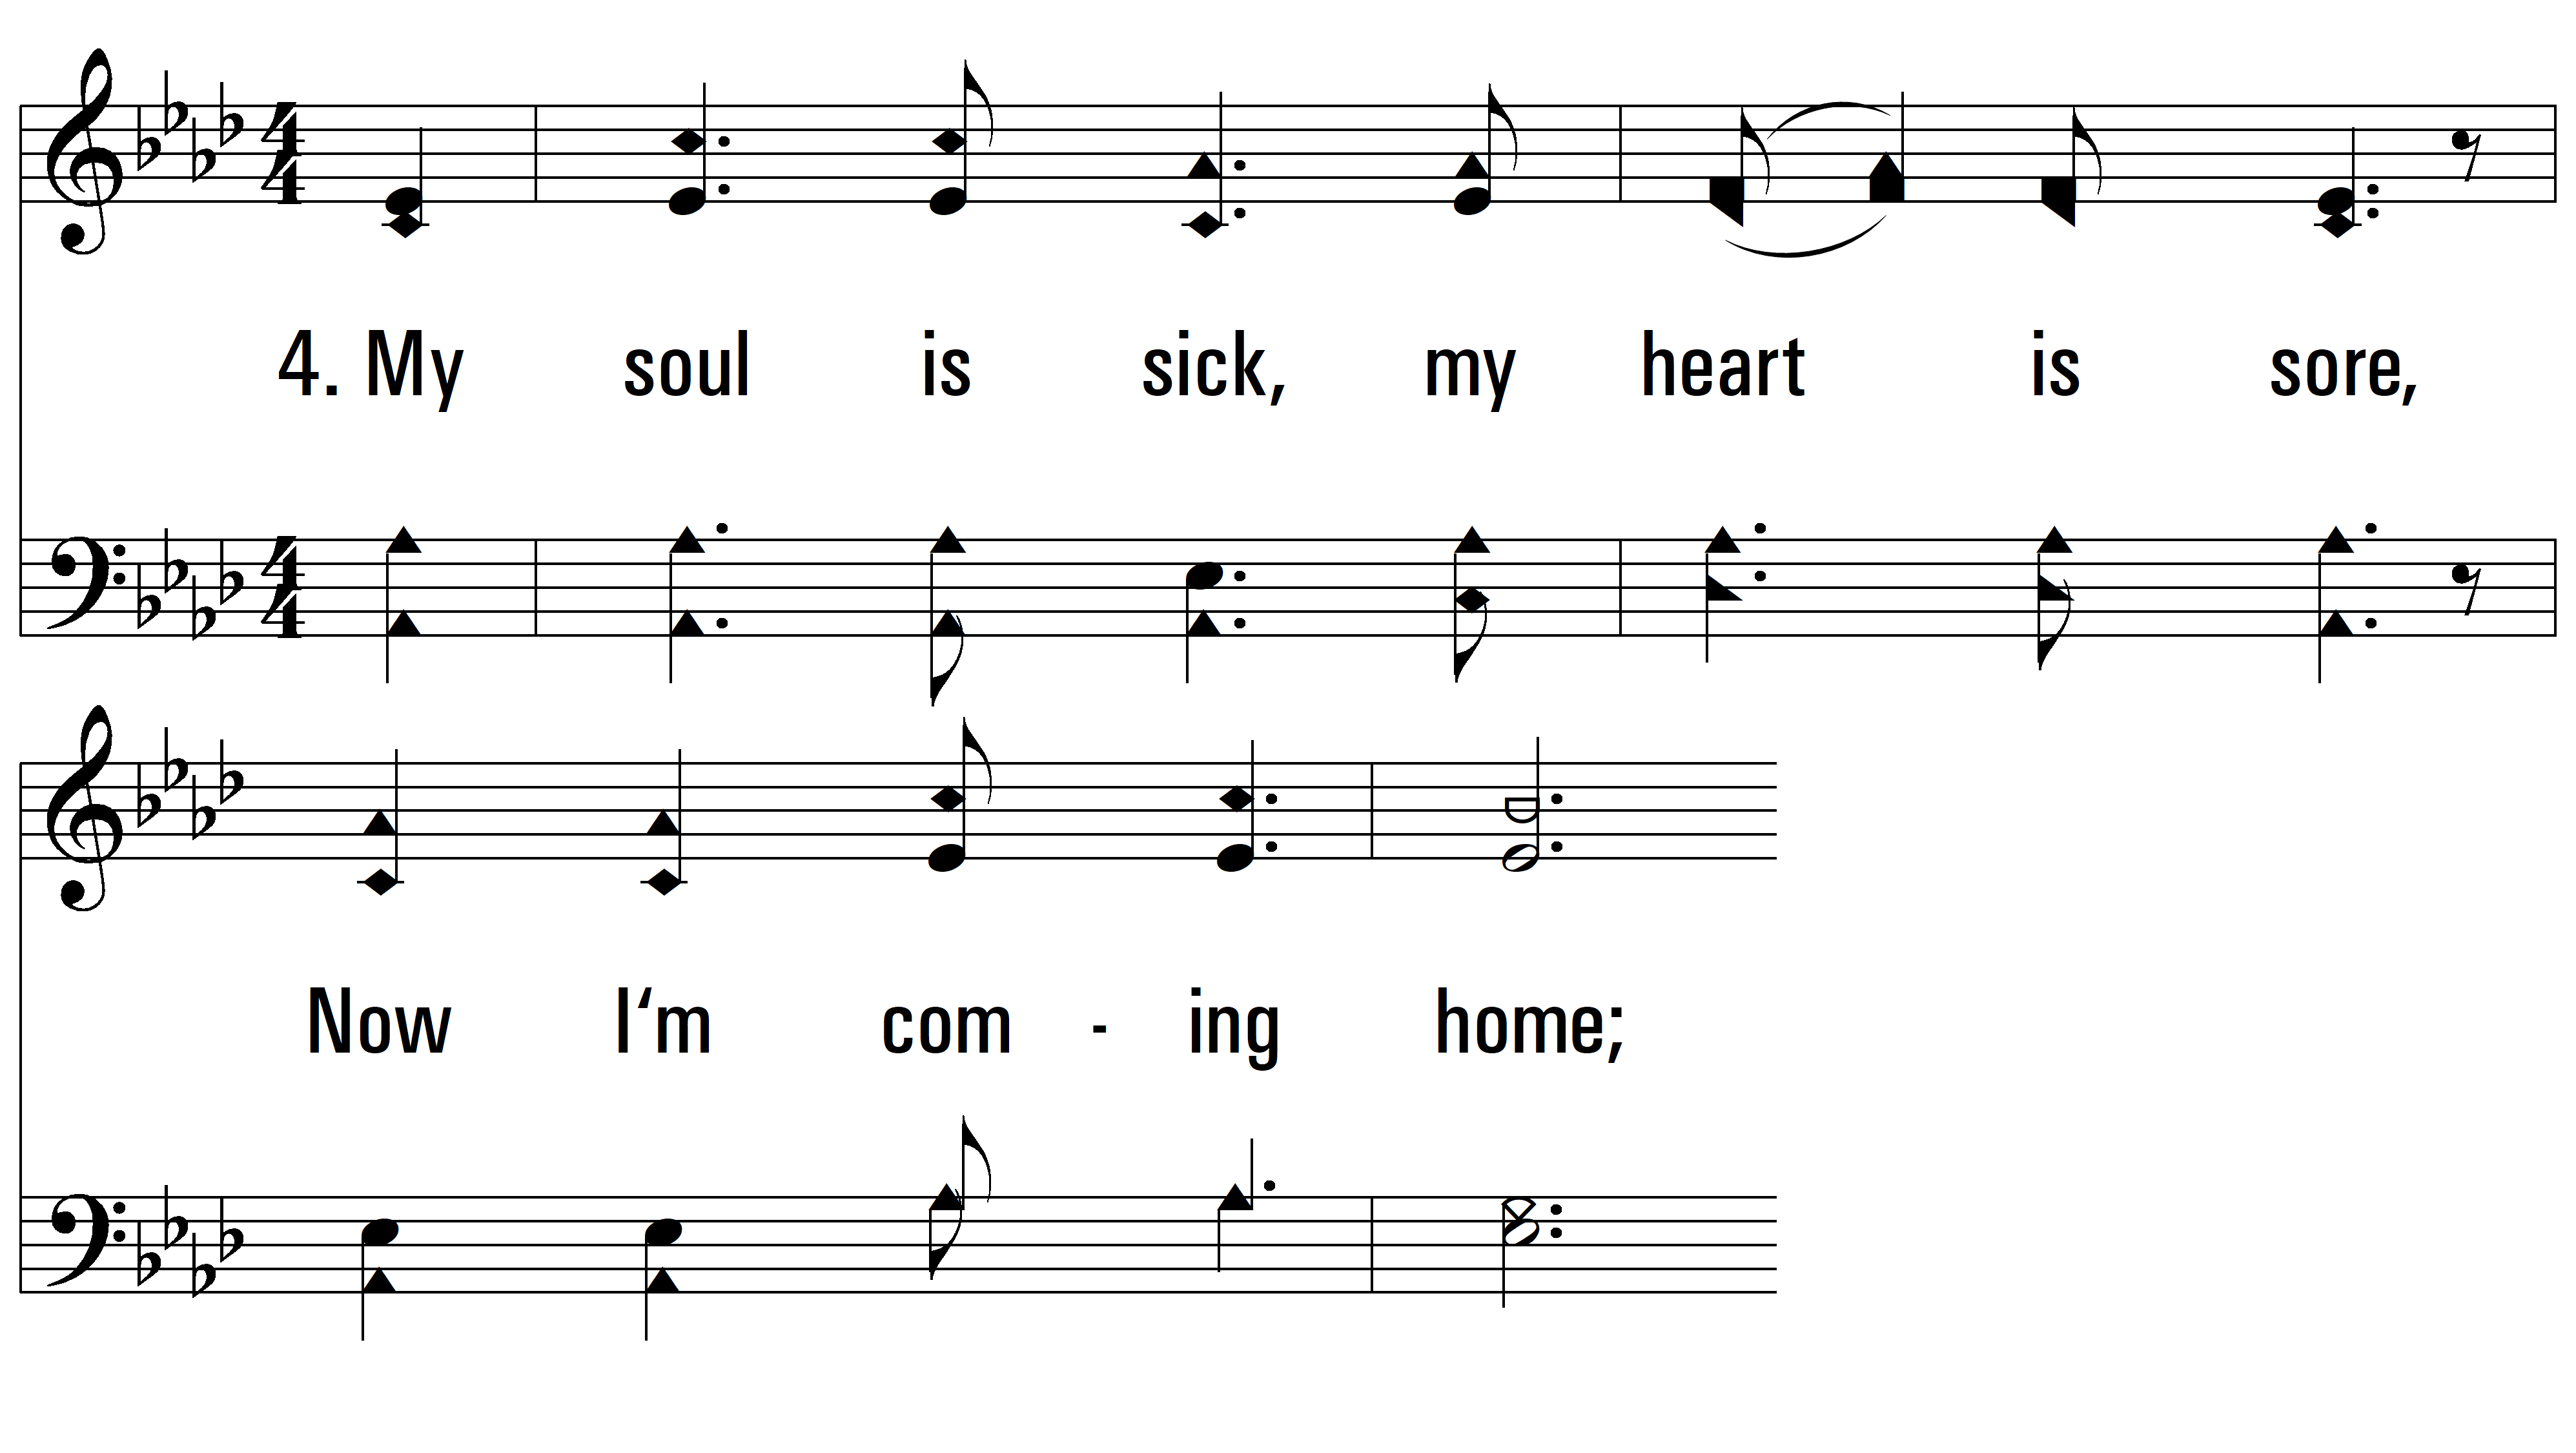 4. My soul is sick, my heart is sore,
Now I‘m com - ing home;